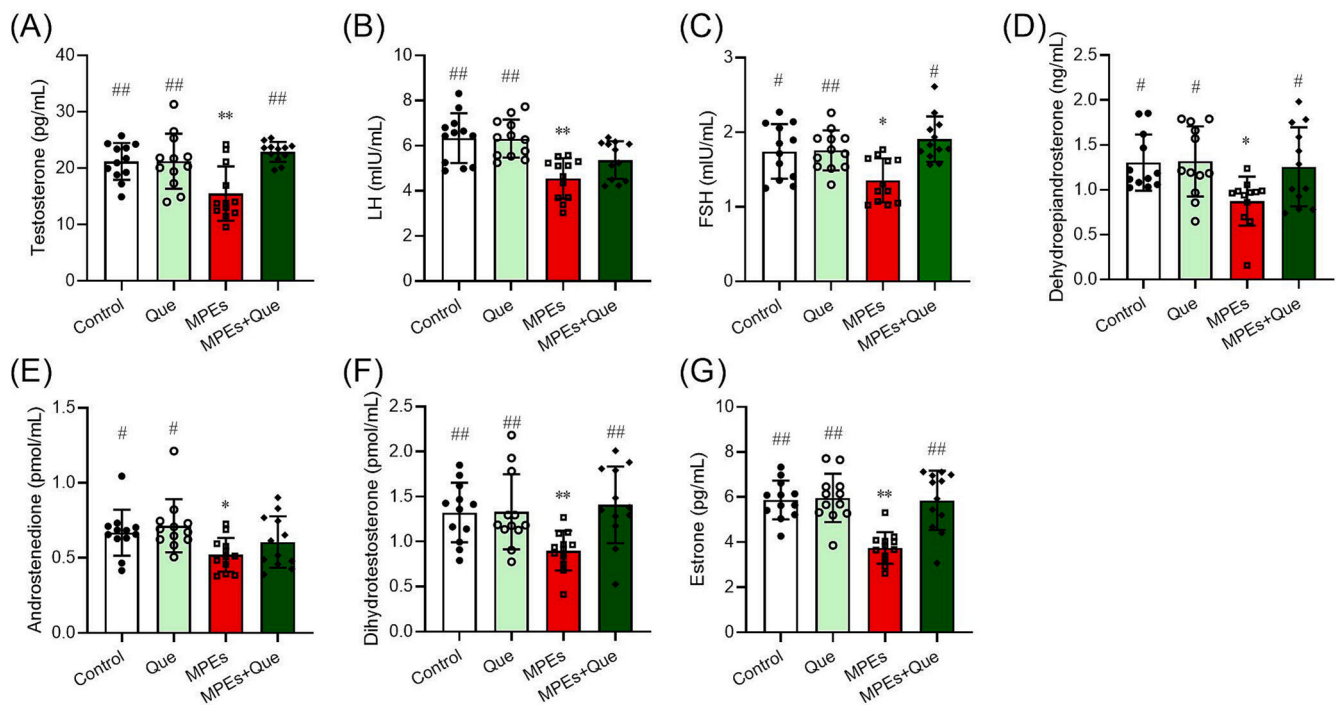 (A)
Testosterone (pg/mL)
40
30
20
10
0
##
##
**
##
Control
Que
MPEs
MPEs+Que
(B)
LH (mIU/mL)
10
8
6
4
2
0
##
##
**
Control
Que
MPEs
MPEs+Que
(C)
FSH (mIU/mL)
3
2
1
0
#
##
*
#
Control
Que
MPEs
MPEs+Que
(D)
Dehydroepiandrosterone (ng/mL)
2.5
2.0
1.5
1.0
0.5
0.0
#
#
*
#
Control
Que
MPEs
MPEs+Que
(E)
Androstenedione (pmol/mL)
1.5
1.0
0.5
0.0
#
#
*
Control
Que
MPEs
MPEs+Que
(F)
Dihydrotestosterone (pmol/mL)
2.5
2.0
1.5
1.0
0.5
0.0
##
##
**
##
Control
Que
MPEs
MPEs+Que
(G)
Estrone (pg/mL)
10
8
6
4
2
0
##
##
**
##
Control
Que
MPEs
MPEs+Que